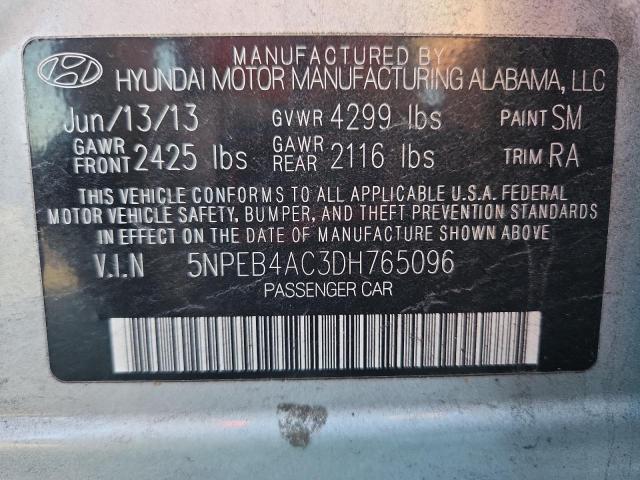 MANUFACTURED BY
HYUNDAI MOTOR MANUFACTURING ALABAMA, LLC
Jun/13/13 GVWR 4299 lbs PAINT SM
GAWR FRONT 2425 lbs GAWR REAR 2116 lbs TRIM RA
THIS VEHICLE CONFORMS TO ALL APPLICABLE U.S.A. FEDERAL
MOTOR VEHICLE SAFETY, BUMPER, AND THEFT PREVENTION STANDARDS
IN EFFECT ON THE DATE OF MANUFACTURE SHOWN ABOVE.
V.I.N 5NPEB4AC3DH765096
PASSENGER CAR